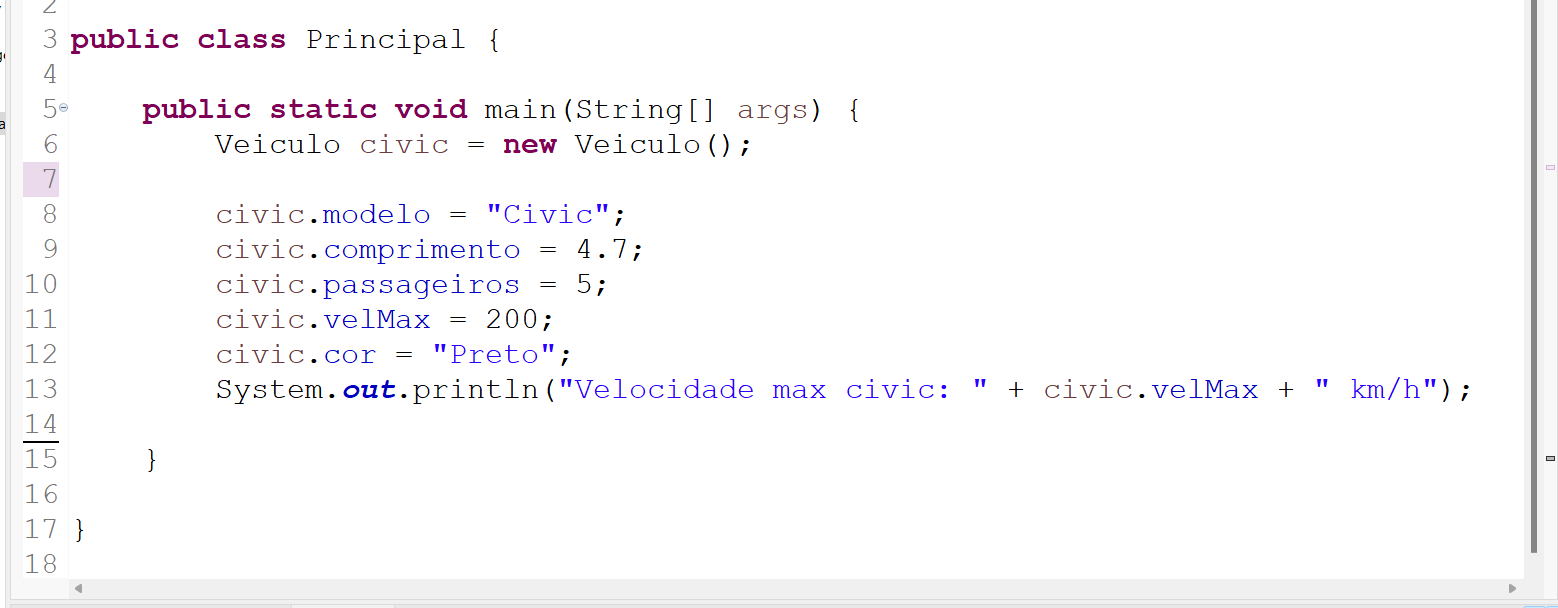 2
3 public class Principal {
4
5 public static void main(String[] args) {
6 Veiculo civic = new Veiculo();
7
8 civic.modelo = "Civic";
9 civic.comprimento = 4.7;
10 civic.passageiros = 5;
11 civic.velMax = 200;
12 civic.cor = "Preto";
13 System.out.println("Velocidade max civic: " + civic.velMax + " km/h");
14
15 }
16
17 }
18